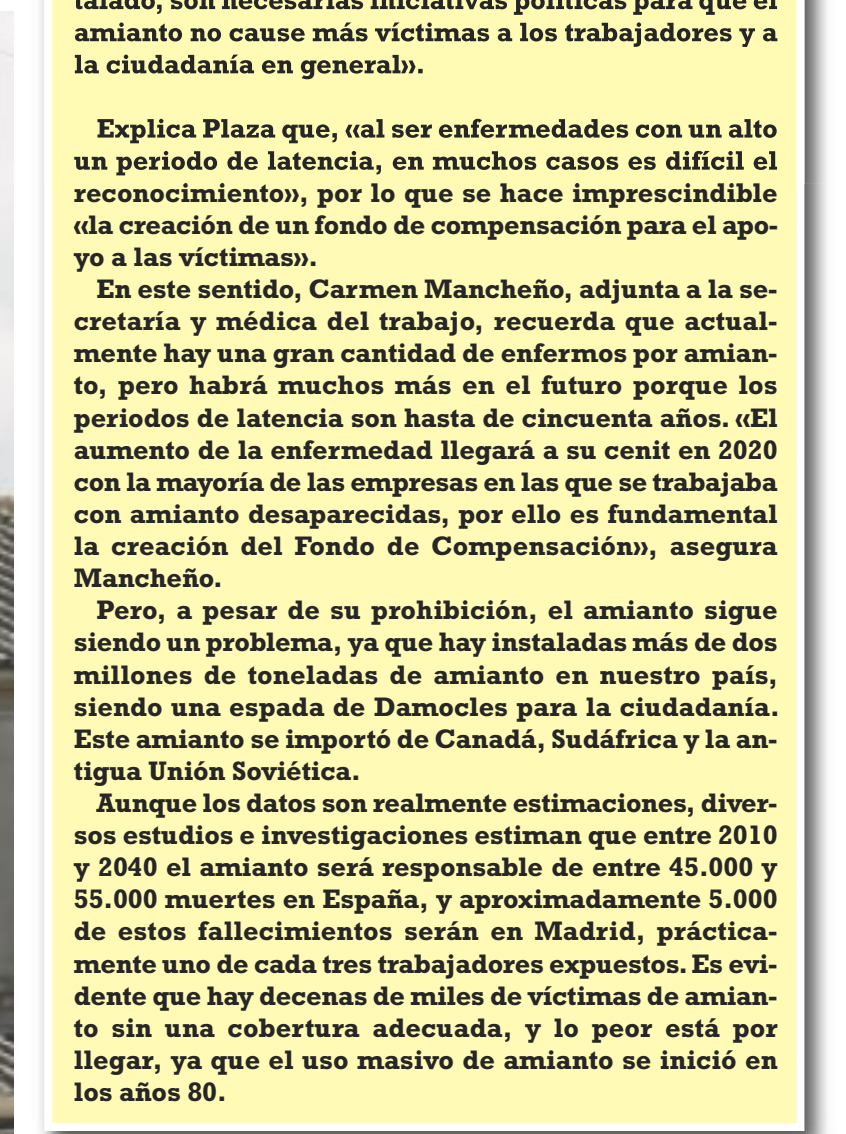 talado, son necesarias iniciativas políticas para que el
amianto no cause más víctimas a los trabajadores y a
la ciudadanía en general».
Explica Plaza que, «al ser enfermedades con un alto
un periodo de latencia, en muchos casos es difícil el
reconocimiento», por lo que se hace imprescindible
«la creación de un fondo de compensación para el apo-
yo a las víctimas».
En este sentido, Carmen Mancheño, adjunta a la se-
cretaría y médica del trabajo, recuerda que actual-
mente hay una gran cantidad de enfermos por amian-
to, pero habrá muchos más en el futuro porque los
periodos de latencia son hasta de cincuenta años. «El
aumento de la enfermedad llegará a su cenit en 2020
con la mayoría de las empresas en las que se trabajaba
con amianto desaparecidas, por ello es fundamental
la creación del Fondo de Compensación», asegura
Mancheño.
Pero, a pesar de su prohibición, el amianto sigue
siendo un problema, ya que hay instaladas más de dos
millones de toneladas de amianto en nuestro país,
siendo una espada de Damocles para la ciudadanía.
Este amianto se importó de Canadá, Sudáfrica y la an-
tigua Unión Soviética.
Aunque los datos son realmente estimaciones, diver-
sos estudios e investigaciones estiman que entre 2010
y 2040 el amianto será responsable de entre 45.000 y
55.000 muertes en España, y aproximadamente 5.000
de estos fallecimientos serán en Madrid, práctica-
mente uno de cada tres trabajadores expuestos. Es evi-
dente que hay decenas de miles de víctimas de amian-
to sin una cobertura adecuada, y lo peor está por
llegar, ya que el uso masivo de amianto se inició en
los años 80.